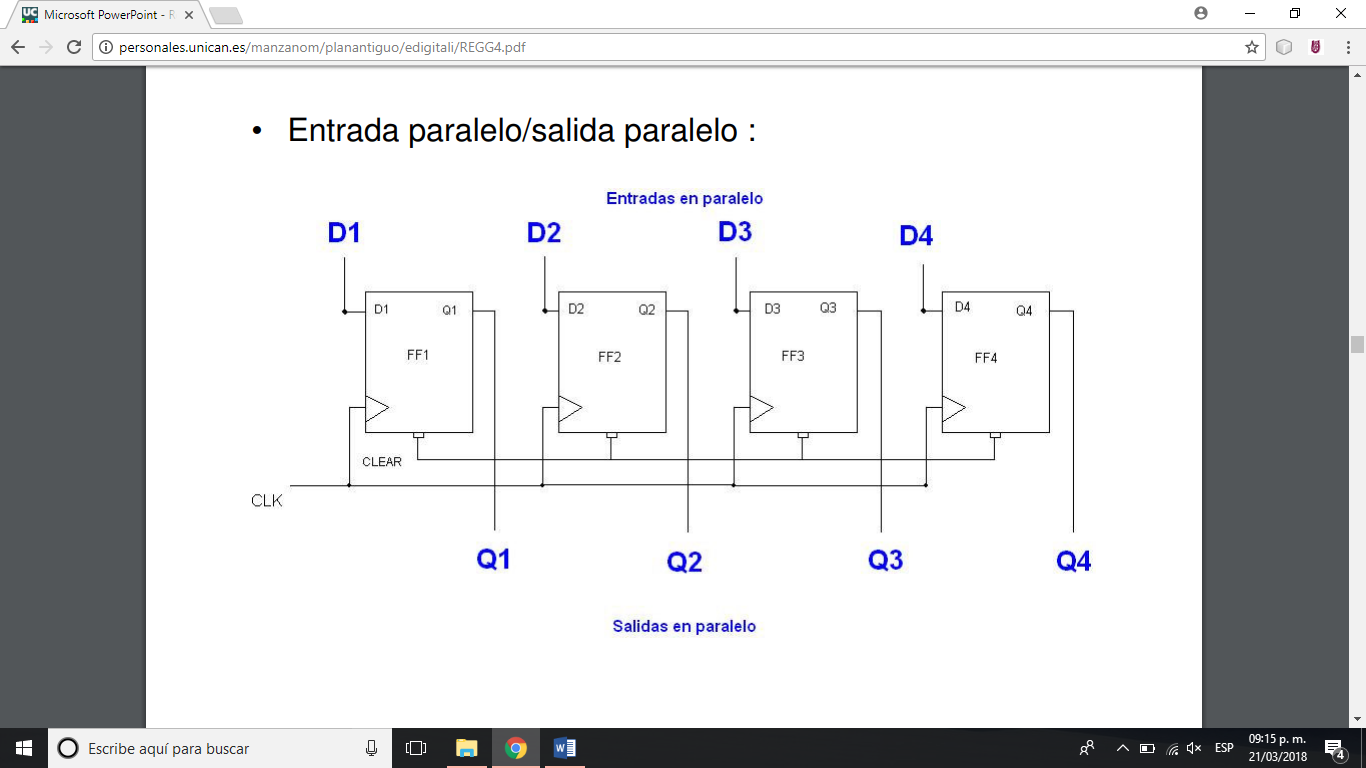 Microsoft PowerPoint - R
personales.unican.es/manzanom/planantiguo/edigitali/REGG4.pdf
• Entrada paralelo/salida paralelo :
Entradas en paralelo
D1 D2 D3 D4
D1 Q1 D2 Q2 D3 Q3 D4 Q4
FF1 FF2 FF3 FF4
CLEAR
CLK
Q1 Q2 Q3 Q4
Salidas en paralelo
Escribe aquí para buscar
ESP
09:15 p. m.
21/03/2018
4